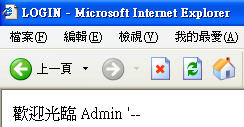 LOGIN - Microsoft Internet Explorer
檔案(F) 編輯(E) 檢視(V) 我的最愛(A)
上一頁
歡迎光臨 Admin '--